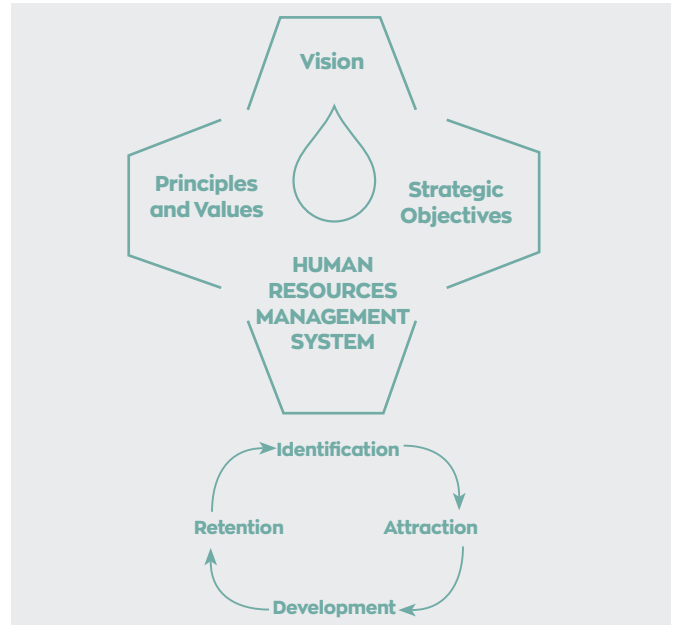 Vision
Principles
and Values
Strategic
Objectives
HUMAN
RESOURCES
MANAGEMENT
SYSTEM
Identification
Retention
Attraction
Development